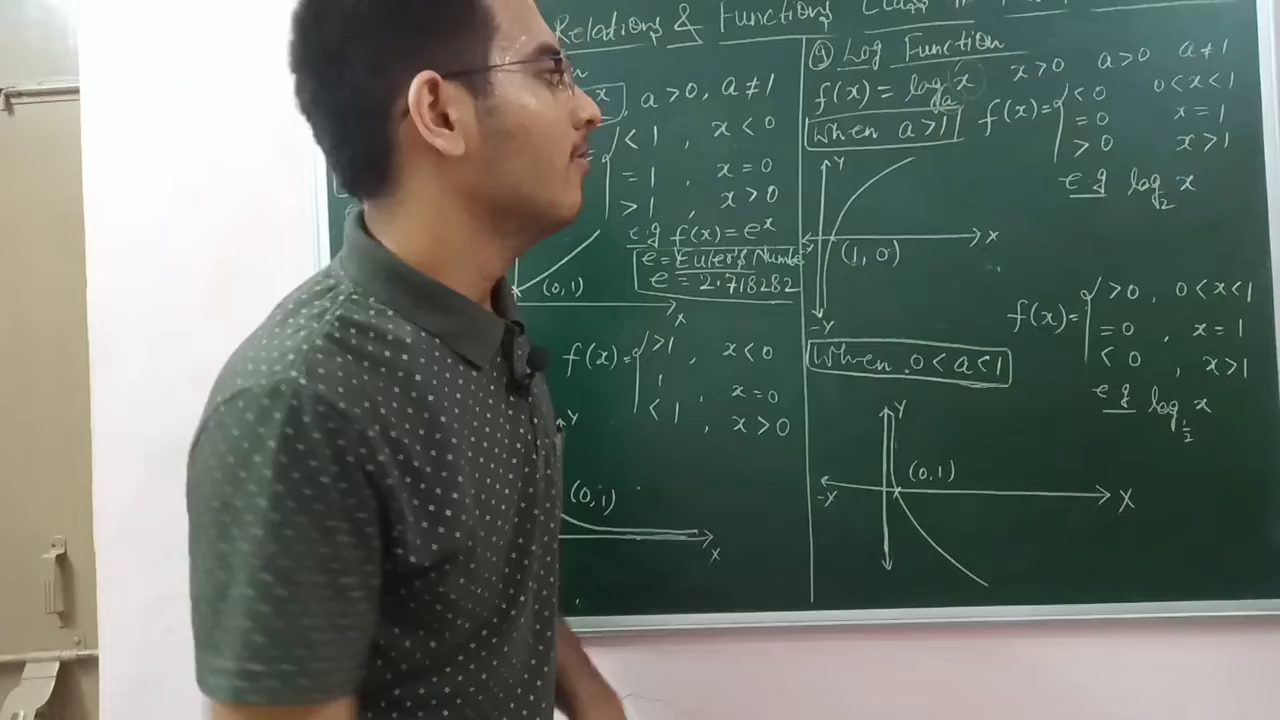 Relations & Functions Class 11
x, a > 0, a ≠ 1
< 1 , x < 0
= 1 , x = 0
> 1 , x > 0
e.g f(x) = e^x
e = Euler's Number
e = 2.718282
(0, 1)
X
f(x) = { > 1 , x < 0
1 , x = 0
< 1 , x > 0
Y
(0, 1)
X
Log Function
f(x) = log_a x x > 0 a > 0 a ≠ 1
When a > 1
f(x) = { < 0 0 < x < 1
= 0 x = 1
> 0 x > 1
e.g log_2 x
Y
X
(1, 0)
-Y
When 0 < a < 1
f(x) = { > 0 , 0 < x < 1
= 0 , x = 1
< 0 , x > 1
e.g log_1/2 x
Y
(0, 1)
-X
X